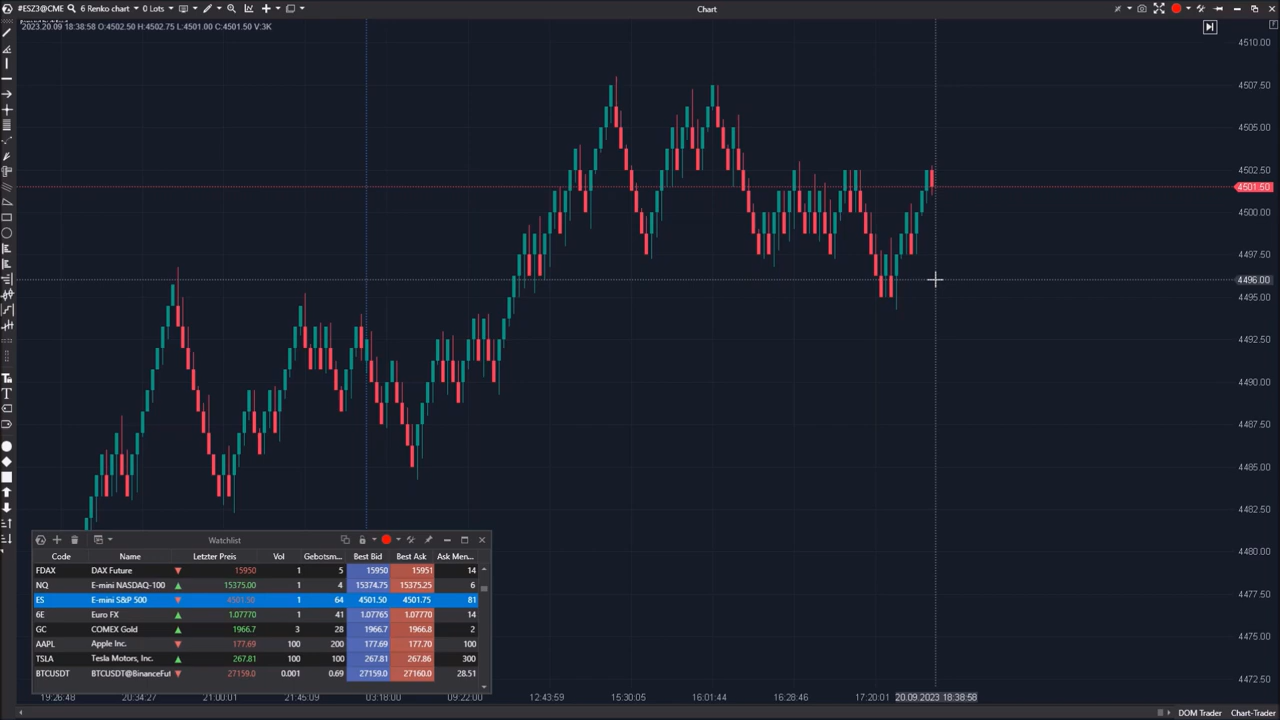 #ESZ3@CME 6 Renko chart 0 Lots Chart
2023.20.09 18:38:58 O:4502.50 H:4502.75 L:4501.00 C:4501.50 V:3K
4510.00
4507.50
4505.00
4502.50
4501.50
4500.00
4497.50
4496.00
4495.00
4492.50
4490.00
4487.50
4485.00
4482.50
4480.00
4477.50
4475.00
4472.50
Watchlist
Code Name Letzter Preis Vol Gebotsm... Best Bid Best Ask Ask Men...
FDAX DAX Future 15950 1 5 15950 15951 14
NQ E-mini NASDAQ-100 15375.00 1 4 15374.75 15375.25 6
ES E-mini S&P 500 4501.50 1 64 4501.50 4501.75 81
6E Euro FX 1.07770 1 41 1.07765 1.07770 14
GC COMEX Gold 1966.7 3 28 1966.7 1966.8 2
AAPL Apple Inc. 177.69 100 200 177.69 177.70 100
TSLA Tesla Motors, Inc. 267.81 100 100 267.81 267.86 300
BTCUSDT BTCUSDT@BinanceFut 27159.0 0.001 0.69 27159.0 27160.0 28.51
19:26:48 20:34:27 21:00:01 21:45:09 03:18:00 09:22:00 12:43:59 15:30:05 16:01:44 16:28:46 17:20:01 20.09.2023 18:38:58
DOM Trader Chart-Trader